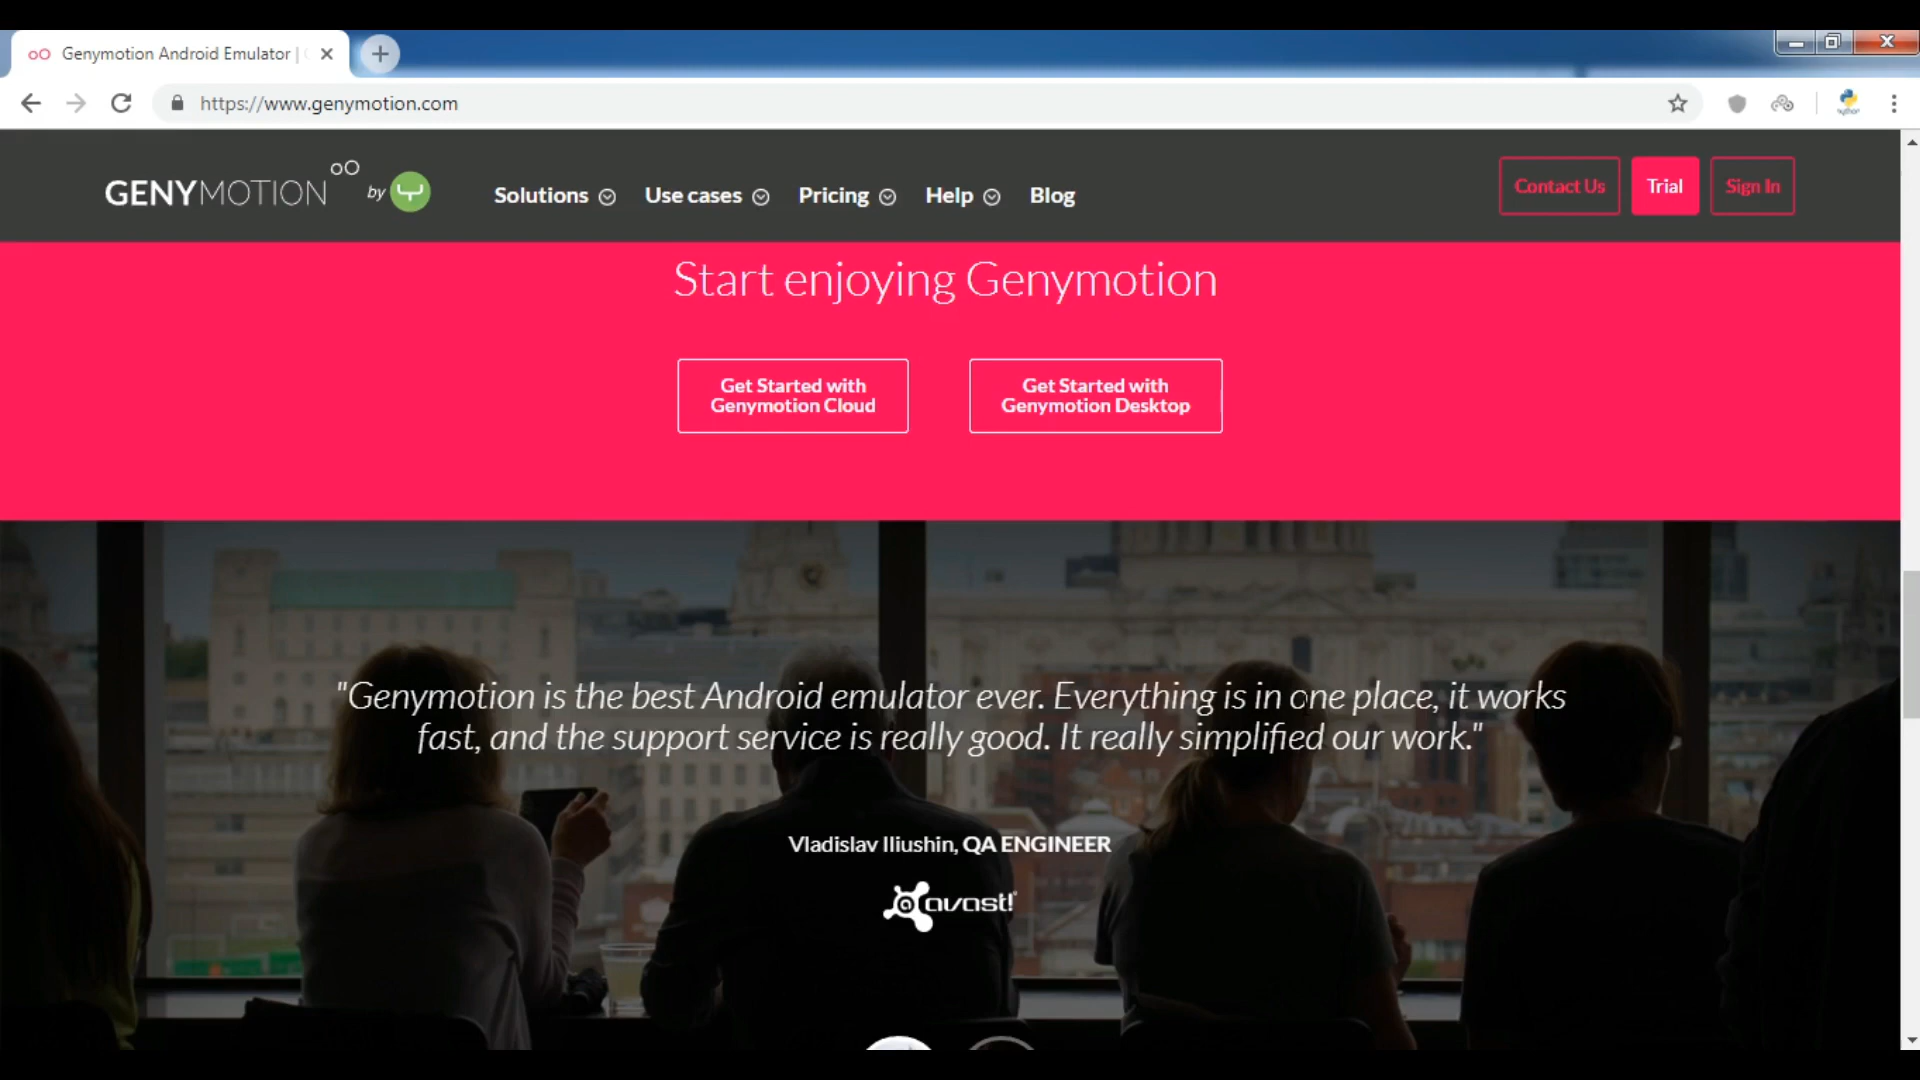 Genymotion Android Emulator |
https://www.genymotion.com
GENYMOTION by
Solutions
Use cases
Pricing
Help
Blog
Contact Us
Trial
Sign In
Start enjoying Genymotion
Get Started with
Genymotion Cloud
Get Started with
Genymotion Desktop
"Genymotion is the best Android emulator ever. Everything is in one place, it works
fast, and the support service is really good. It really simplified our work."
Vladislav Iliushin, QA ENGINEER
avast!